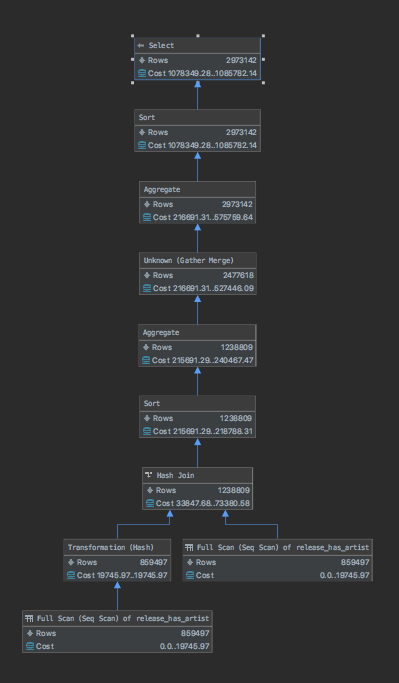 Select
Rows 2973142
Cost 1078349.28..1085782.14
Sort
Rows 2973142
Cost 1078349.28..1085782.14
Aggregate
Rows 2973142
Cost 216691.31..575759.64
Unknown (Gather Merge)
Rows 2477618
Cost 216691.31..527446.09
Aggregate
Rows 1238809
Cost 215691.29..240467.47
Sort
Rows 1238809
Cost 215691.29..218788.31
Hash Join
Rows 1238809
Cost 33847.68..73380.58
Transformation (Hash)
Rows 859497
Cost 19745.97..19745.97
Full Scan (Seq Scan) of release_has_artist
Rows 859497
Cost 0.0..19745.97
Full Scan (Seq Scan) of release_has_artist
Rows 859497
Cost 0.0..19745.97